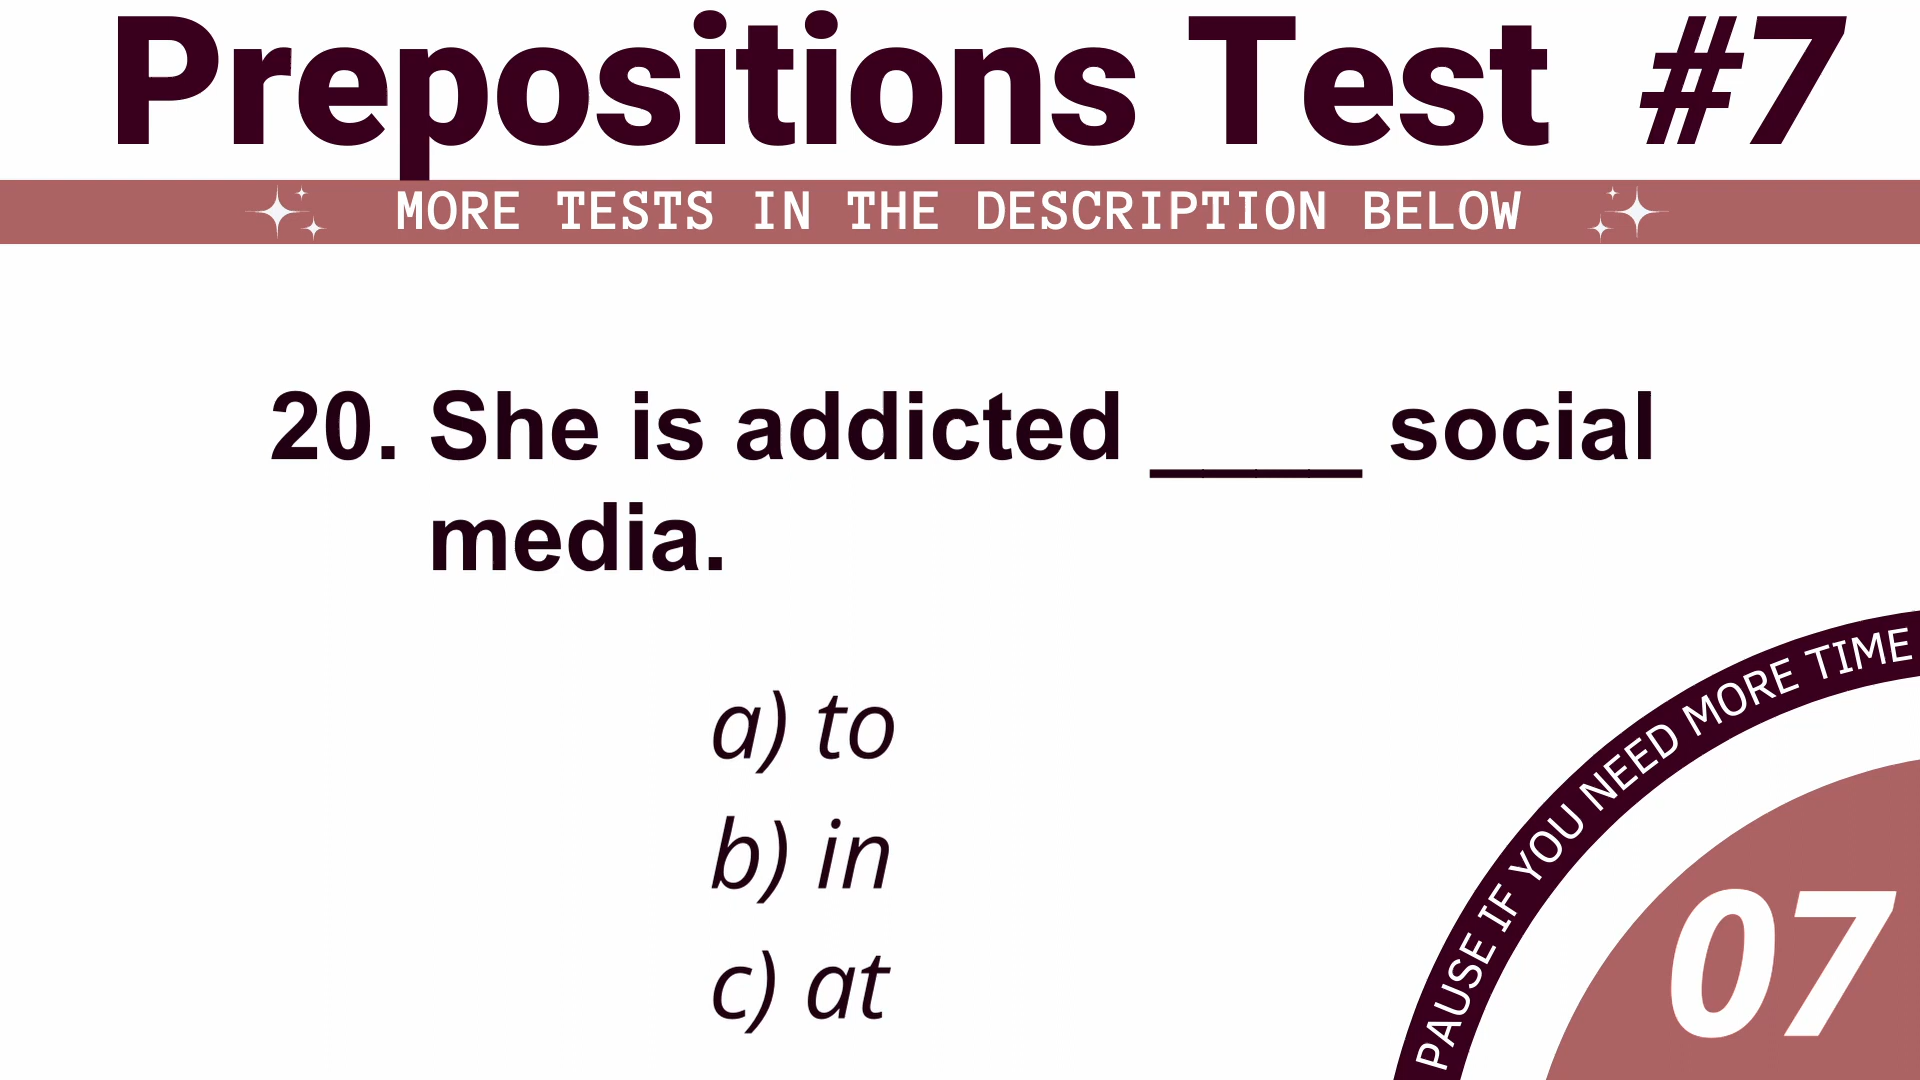 Prepositions Test #7
MORE TESTS IN THE DESCRIPTION BELOW
20. She is addicted ____ social
media.
a) to
b) in
c) at
PAUSE IF YOU NEED MORE TIME
07